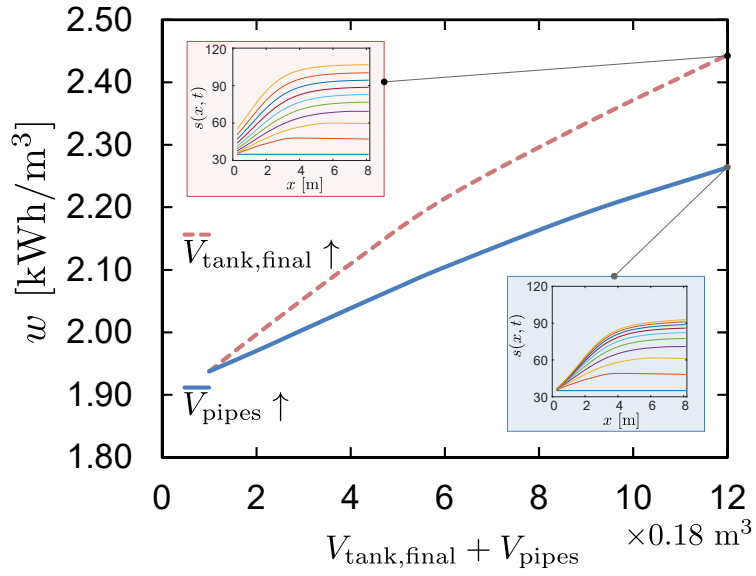 2.50
2.40
2.30
2.20
2.10
2.00
1.90
1.80
w [kWh/m³]
120
90
60
30
s(x, t)
0 2 4 6 8
x [m]
V_tank,final ↑
V_pipes ↑
120
90
60
30
s(x, t)
0 2 4 6 8
x [m]
0 2 4 6 8 10 12
×0.18 m³
V_tank,final + V_pipes